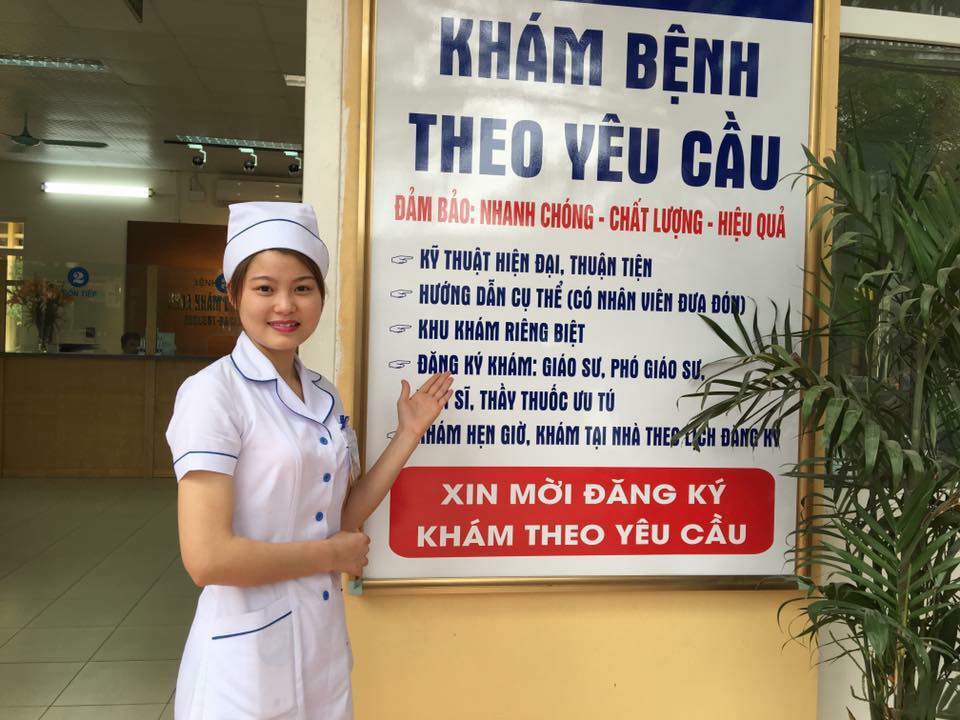 KHÁM BỆNH
THEO YÊU CẦU
ĐẢM BẢO: NHANH CHÓNG - CHẤT LƯỢNG - HIỆU QUẢ
KỸ THUẬT HIỆN ĐẠI, THUẬN TIỆN
HƯỚNG DẪN CỤ THỂ (CÓ NHÂN VIÊN ĐƯA ĐÓN)
KHU KHÁM RIÊNG BIỆT
ĐĂNG KÝ KHÁM: GIÁO SƯ, PHÓ GIÁO SƯ,
SĨ, THẦY THUỐC ƯU TÚ
KHÁM HẸN GIỜ, KHÁM TẠI NHÀ THEO LỊCH ĐĂNG KÝ
XIN MỜI ĐĂNG KÝ
KHÁM THEO YÊU CẦU
2
ĐÓN TIẾP